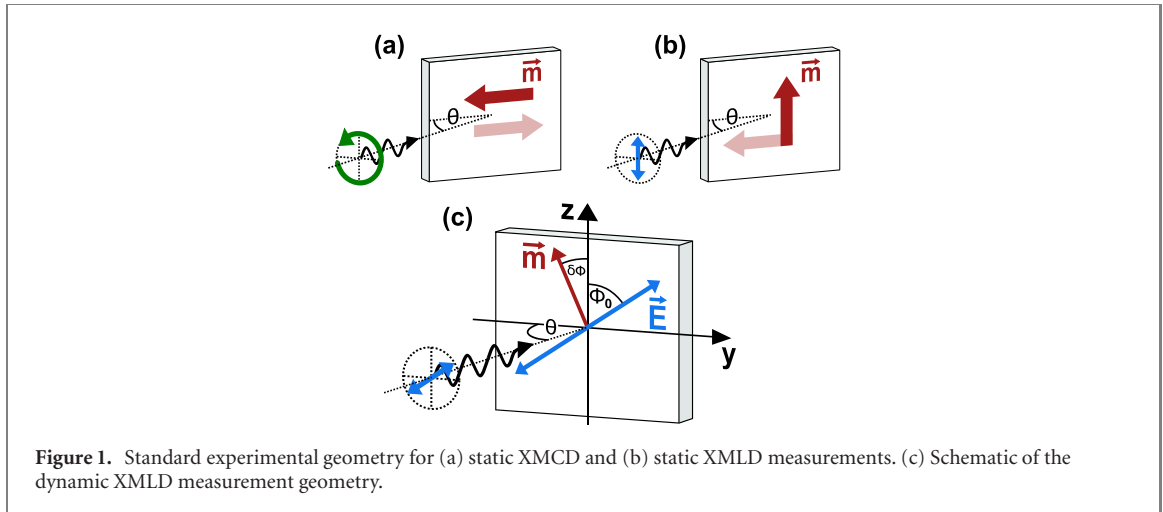 (a)
m
θ
(b)
m
θ
(c)
z
m
δΦ
Φ₀
E
θ
y
Figure 1. Standard experimental geometry for (a) static XMCD and (b) static XMLD measurements. (c) Schematic of the
dynamic XMLD measurement geometry.